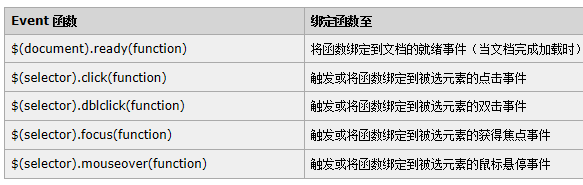 Event 函数 绑定函数至
$(document).ready(function) 将函数绑定到文档的就绪事件（当文档完成加载时）
$(selector).click(function) 触发或将函数绑定到被选元素的点击事件
$(selector).dblclick(function) 触发或将函数绑定到被选元素的双击事件
$(selector).focus(function) 触发或将函数绑定到被选元素的获得焦点事件
$(selector).mouseover(function) 触发或将函数绑定到被选元素的鼠标悬停事件